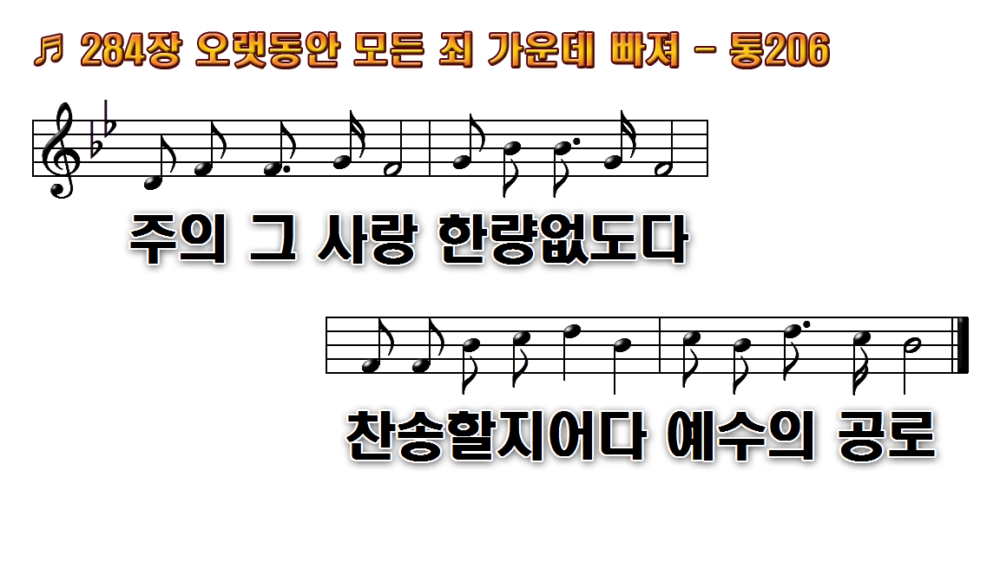 ♬ 284장 오랫동안 모든 죄 가운데 빠져 - 통206
주의 그 사랑 한량없도다
찬송할지어다 예수의 공로